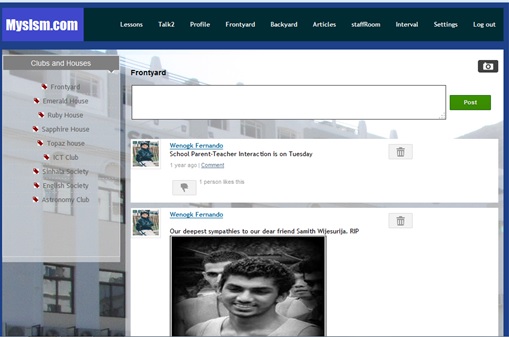 Myslsm.com
Lessons Talk2 Profile Frontyard Backyard Articles staffRoom Interval Settings Log out
Clubs and Houses
Frontyard
Emerald House
Ruby House
Sapphire House
Topaz house
ICT Club
Sinhala Society
English Society
Astronomy Club
Frontyard
Post
Wenogk Fernando
School Parent-Teacher Interaction is on Tuesday
1 year ago | Comment
1 person likes this
Wenogk Fernando
Our deepest sympathies to our dear friend Samith Wijesurija. RIP